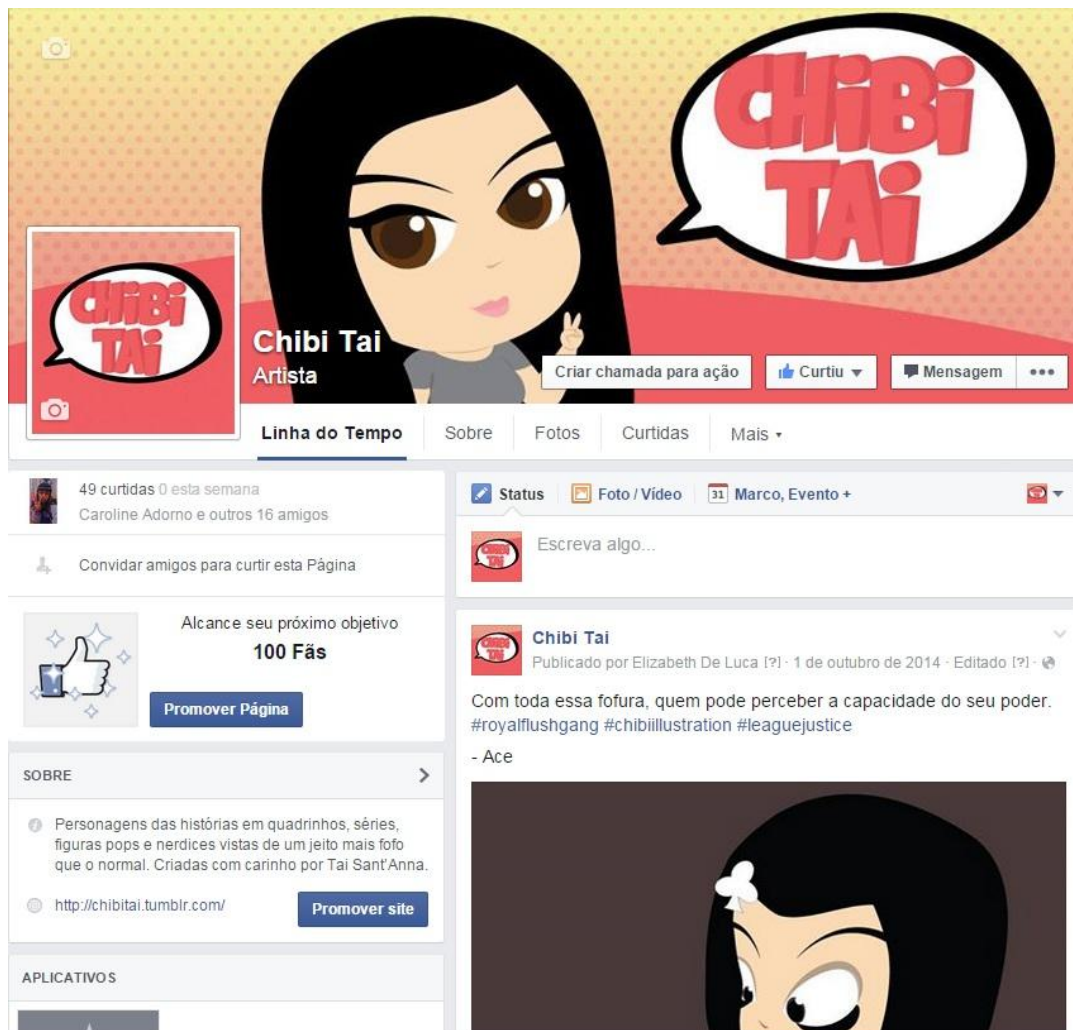 CHiBi
TAi
CHiBi
TAi
Chibi Tai
Artista
Criar chamada para ação
Curtiu
Mensagem
Linha do Tempo
Sobre
Fotos
Curtidas
Mais
49 curtidas 0 esta semana
Caroline Adorno e outros 16 amigos
Convidar amigos para curtir esta Página
Alcance seu próximo objetivo
100 Fãs
Promover Página
SOBRE
Personagens das histórias em quadrinhos, séries,
figuras pops e nerdices vistas de um jeito mais fofo
que o normal. Criadas com carinho por Tai Sant'Anna.
http://chibitai.tumblr.com/
Promover site
APLICATIVOS
Status
Foto / Vídeo
31 Marco, Evento +
CHiBi
TAi
Escreva algo...
CHiBi
TAi
Chibi Tai
Publicado por Elizabeth De Luca [?] · 1 de outubro de 2014 · Editado [?] ·
Com toda essa fofura, quem pode perceber a capacidade do seu poder.
#royalflushgang #chibiillustration #leaguejustice
- Ace